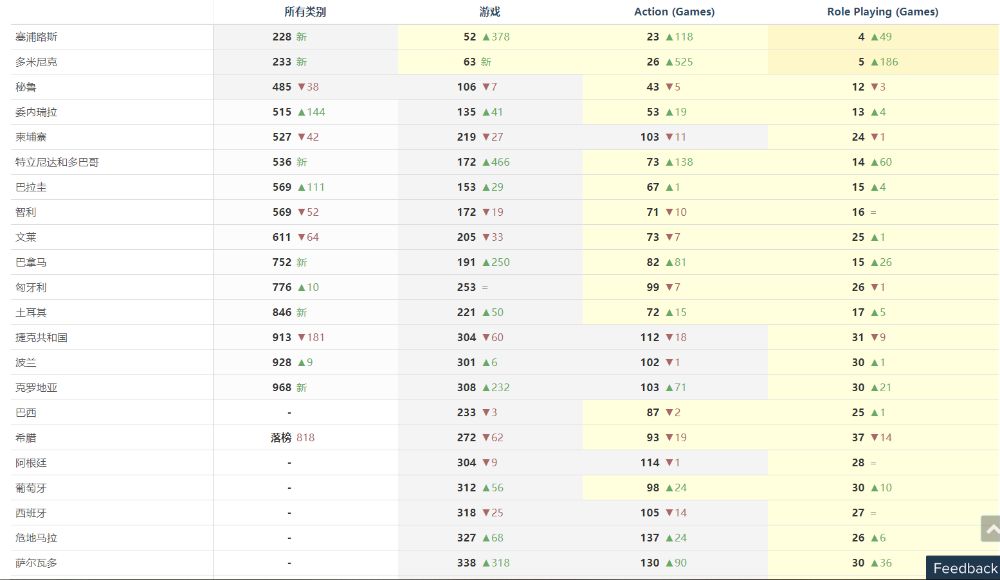 所有类别 游戏 Action (Games) Role Playing (Games)
塞浦路斯 228 新 52 ▲378 23 ▲118 4 ▲49
多米尼克 233 新 63 新 26 ▲525 5 ▲186
秘鲁 485 ▼38 106 ▼7 43 ▼5 12 ▼3
委内瑞拉 515 ▲144 135 ▲41 53 ▲19 13 ▲4
柬埔寨 527 ▼42 219 ▼27 103 ▼11 24 ▼1
特立尼达和多巴哥 536 新 172 ▲466 73 ▲138 14 ▲60
巴拉圭 569 ▲111 153 ▲29 67 ▲1 15 ▲4
智利 569 ▼52 172 ▼19 71 ▼10 16 =
文莱 611 ▼64 205 ▼33 73 ▼7 25 ▲1
巴拿马 752 新 191 ▲250 82 ▲81 15 ▲26
匈牙利 776 ▲10 253 = 99 ▼7 26 ▼1
土耳其 846 新 221 ▲50 72 ▲15 17 ▲5
捷克共和国 913 ▼181 304 ▼60 112 ▼18 31 ▼9
波兰 928 ▲9 301 ▲6 102 ▼1 30 ▲1
克罗地亚 968 新 308 ▲232 103 ▲71 30 ▲21
巴西 - 233 ▼3 87 ▼2 25 ▲1
希腊 落榜 818 272 ▼62 93 ▼19 37 ▼14
阿根廷 - 304 ▼9 114 ▼1 28 =
葡萄牙 - 312 ▲56 98 ▲24 30 ▲10
西班牙 - 318 ▼25 105 ▼14 27 =
危地马拉 - 327 ▲68 137 ▲24 26 ▲6
萨尔瓦多 - 338 ▲318 130 ▲90 30 ▲36
Feedback